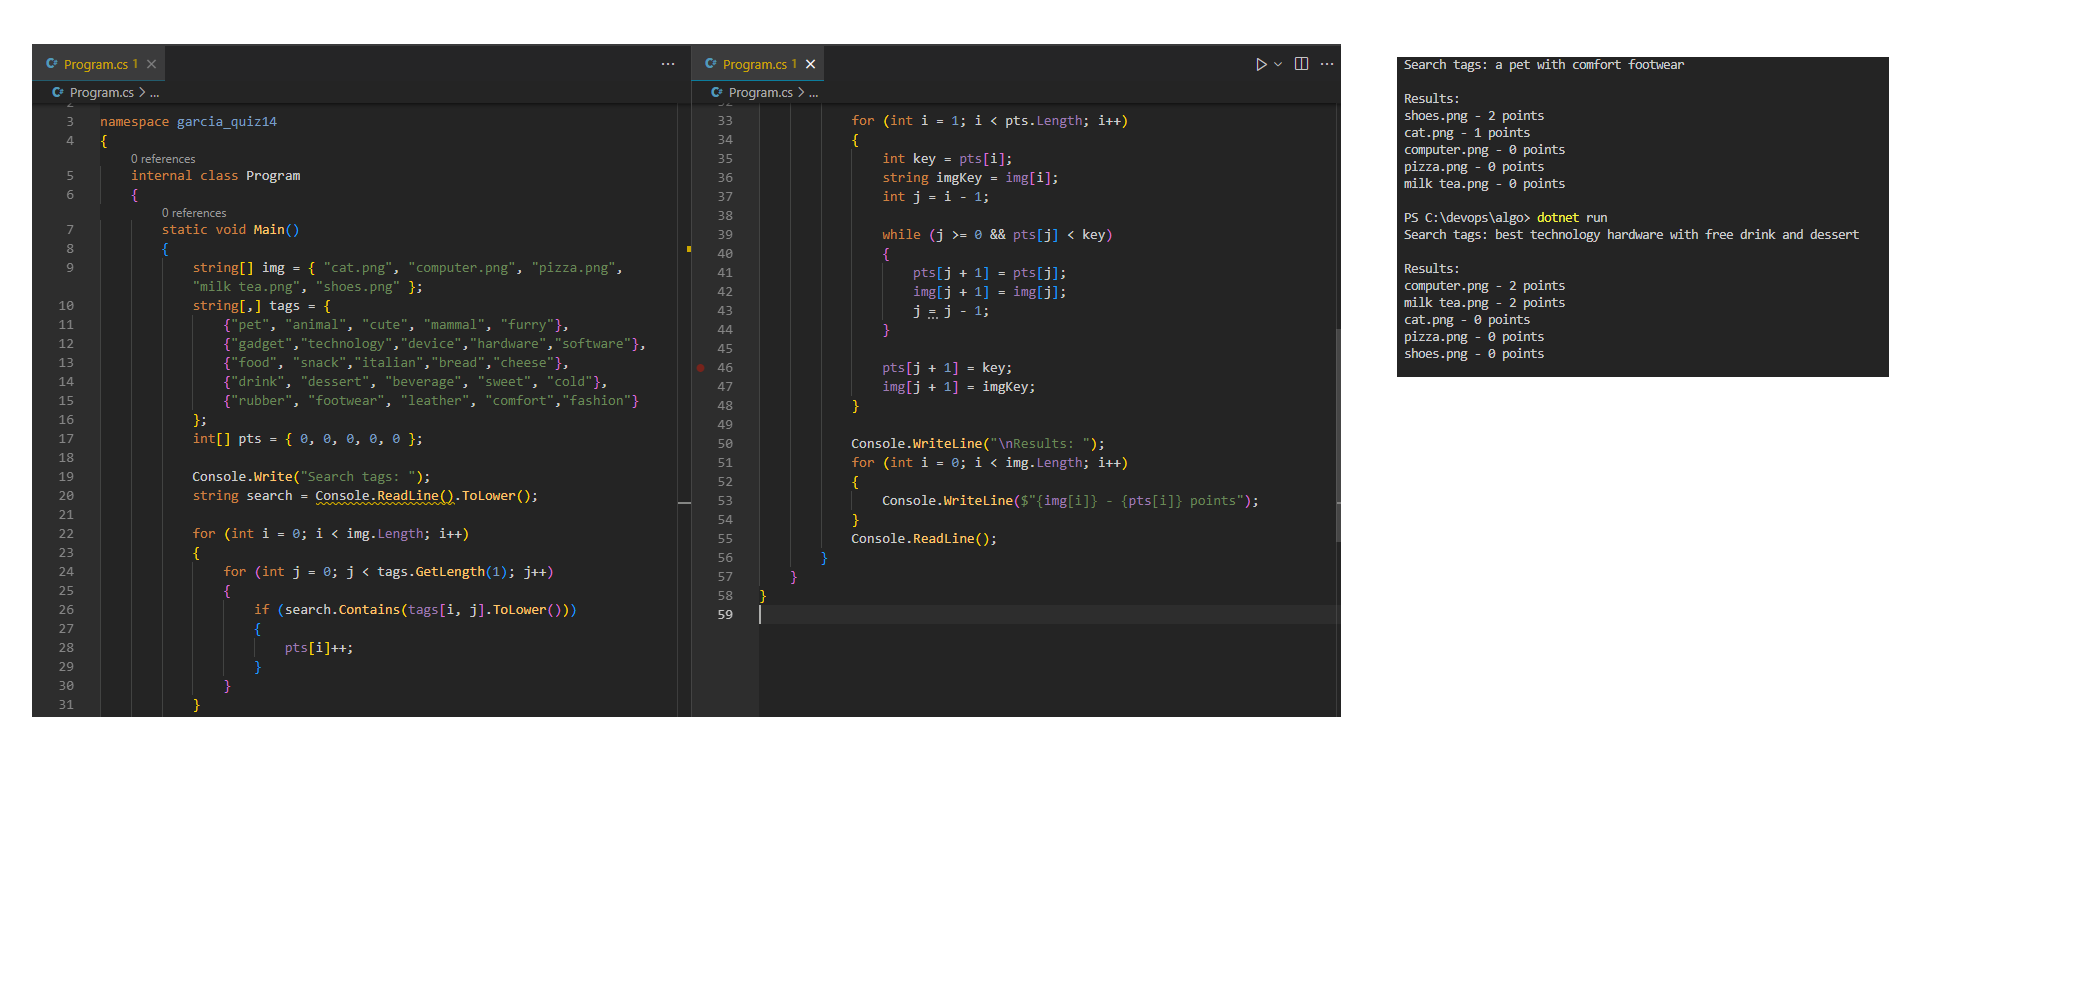 Program.cs 1
Program.cs > ...
3 namespace garcia_quiz14
4 {
0 references
5 internal class Program
6 {
0 references
7 static void Main()
8 {
9 string[] img = { "cat.png", "computer.png", "pizza.png",
"milk tea.png", "shoes.png" };
10 string[,] tags = {
11 {"pet", "animal", "cute", "mammal", "furry"},
12 {"gadget","technology","device","hardware","software"},
13 {"food", "snack","italian","bread","cheese"},
14 {"drink", "dessert", "beverage", "sweet", "cold"},
15 {"rubber", "footwear", "leather", "comfort","fashion"}
16 };
17 int[] pts = { 0, 0, 0, 0, 0 };
18
19 Console.Write("Search tags: ");
20 string search = Console.ReadLine().ToLower();
21
22 for (int i = 0; i < img.Length; i++)
23 {
24 for (int j = 0; j < tags.GetLength(1); j++)
25 {
26 if (search.Contains(tags[i, j].ToLower()))
27 {
28 pts[i]++;
29 }
30 }
31 }
Program.cs 1
Program.cs > ...
33 for (int i = 1; i < pts.Length; i++)
34 {
35 int key = pts[i];
36 string imgKey = img[i];
37 int j = i - 1;
38
39 while (j >= 0 && pts[j] < key)
40 {
41 pts[j + 1] = pts[j];
42 img[j + 1] = img[j];
43 j = j - 1;
44 }
45
46 pts[j + 1] = key;
47 img[j + 1] = imgKey;
48 }
49
50 Console.WriteLine("\nResults: ");
51 for (int i = 0; i < img.Length; i++)
52 {
53 Console.WriteLine($"{img[i]} - {pts[i]} points");
54 }
55 Console.ReadLine();
56 }
57 }
58 }
59
Search tags: a pet with comfort footwear
Results:
shoes.png - 2 points
cat.png - 1 points
computer.png - 0 points
pizza.png - 0 points
milk tea.png - 0 points
PS C:\devops\algo> dotnet run
Search tags: best technology hardware with free drink and dessert
Results:
computer.png - 2 points
milk tea.png - 2 points
cat.png - 0 points
pizza.png - 0 points
shoes.png - 0 points